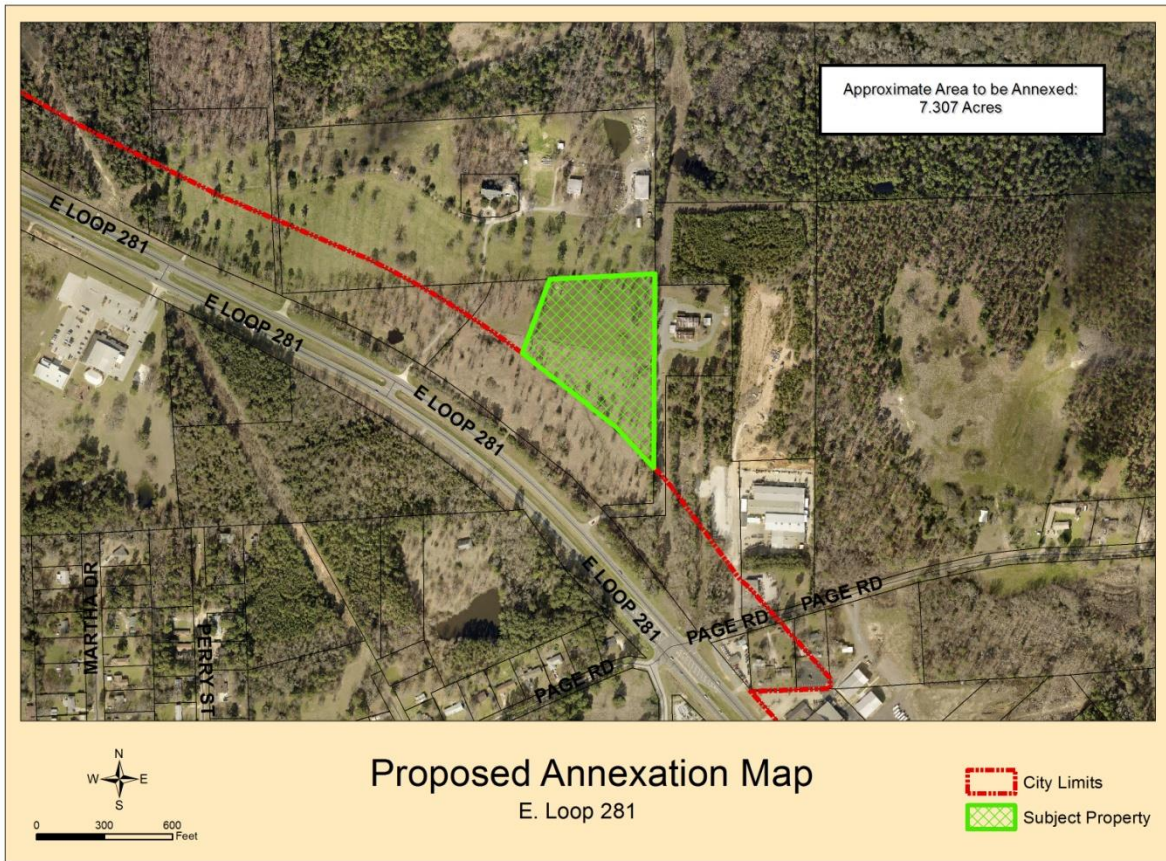 Approximate Area to be Annexed:
7.307 Acres
E LOOP 281
E LOOP 281
E LOOP 281
E LOOP 281
PAGE RD
PAGE RD
PAGE RD
MARTHA DR
PERRY ST
N
W E
S
0 300 600
Feet
Proposed Annexation Map
E. Loop 281
City Limits
Subject Property